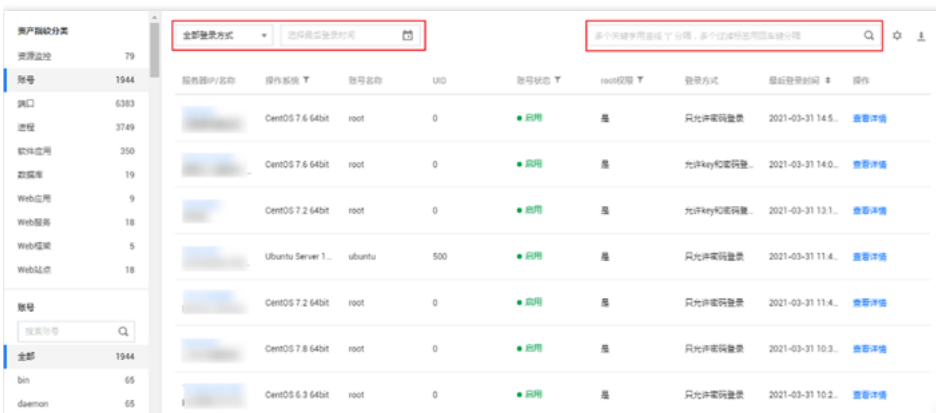 资产指纹分类
资源监控 79
账号 1944
端口 6383
进程 3749
软件应用 350
数据库 19
Web应用 9
Web服务 18
Web框架 5
Web站点 18
账号
搜索账号
全部 1944
bin 65
daemon 65
全部登录方式 选择最后登录时间
多个关键字用竖线“|”分隔，多个过滤标签用回车键分隔
服务器IP/名称 操作系统 账号名称 UID 账号状态 root权限 登录方式 最后登录时间 操作
CentOS 7.6 64bit root 0 启用 是 只允许密码登录 2021-03-31 14:5... 查看详情
CentOS 7.6 64bit root 0 启用 是 允许key和密码登... 2021-03-31 14:0... 查看详情
CentOS 7.2 64bit root 0 启用 是 允许key和密码登... 2021-03-31 13:1... 查看详情
Ubuntu Server 1... ubuntu 500 启用 是 只允许密码登录 2021-03-31 11:4... 查看详情
CentOS 7.2 64bit root 0 启用 是 只允许密码登录 2021-03-31 11:4... 查看详情
CentOS 7.8 64bit root 0 启用 是 只允许密码登录 2021-03-31 10:3... 查看详情
CentOS 6.3 64bit root 0 启用 是 只允许密码登录 2021-03-31 10:2... 查看详情